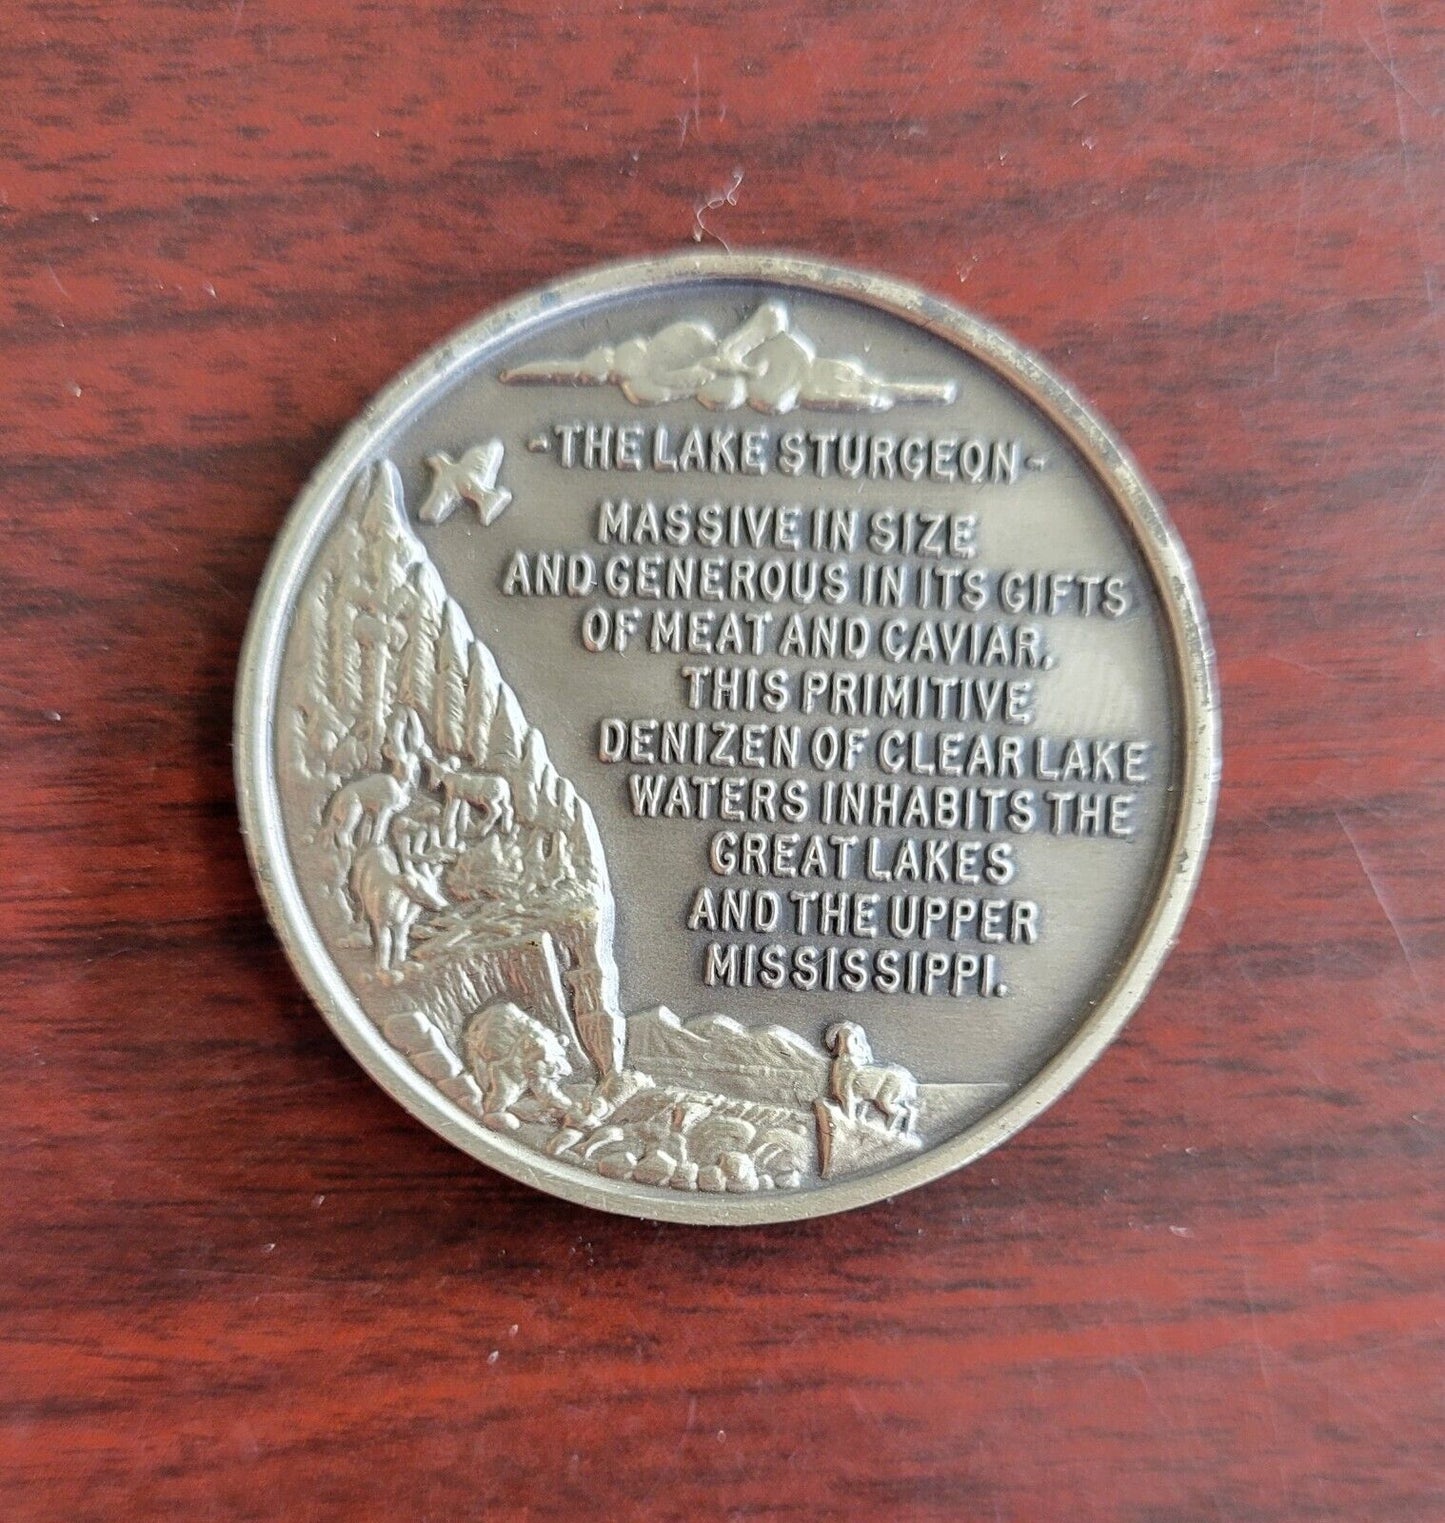 -THE LAKE STURGEON-
MASSIVE IN SIZE
AND GENEROUS IN ITS GIFTS
OF MEAT AND CAVIAR,
THIS PRIMITIVE
DENIZEN OF CLEAR LAKE
WATERS INHABITS THE
GREAT LAKES
AND THE UPPER
MISSISSIPPI.